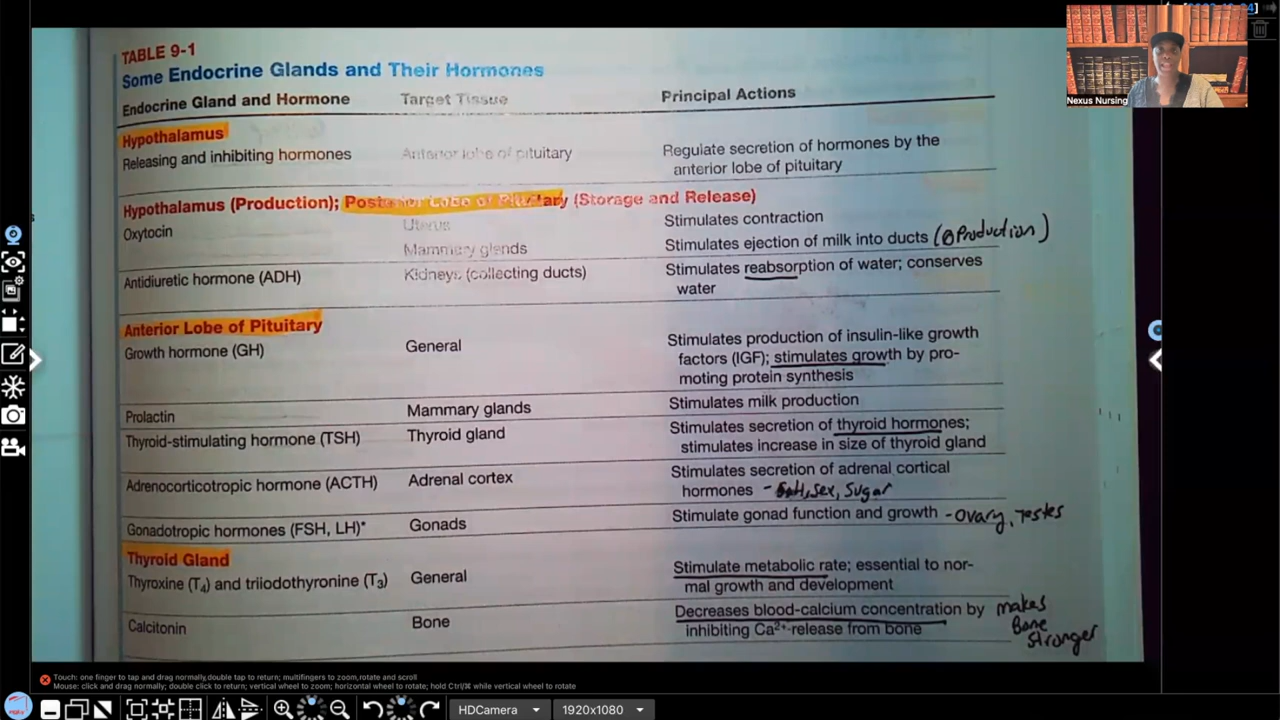 Nexus Nursing
TABLE 9-1
Some Endocrine Glands and Their Hormones
Endocrine Gland and Hormone Target Tissue Principal Actions
Hypothalamus
Releasing and inhibiting hormones Anterior lobe of pituitary Regulate secretion of hormones by the
anterior lobe of pituitary
Hypothalamus (Production); Posterior Lobe of Pituitary (Storage and Release)
Oxytocin Uterus Stimulates contraction
Mammary glands Stimulates ejection of milk into ducts (Production)
Antidiuretic hormone (ADH) Kidneys (collecting ducts) Stimulates reabsorption of water; conserves
water
Anterior Lobe of Pituitary
Growth hormone (GH) General Stimulates production of insulin-like growth
factors (IGF); stimulates growth by pro-
moting protein synthesis
Prolactin Mammary glands Stimulates milk production
Thyroid-stimulating hormone (TSH) Thyroid gland Stimulates secretion of thyroid hormones;
stimulates increase in size of thyroid gland
Adrenocorticotropic hormone (ACTH) Adrenal cortex Stimulates secretion of adrenal cortical
hormones - Salt, Sex, Sugar
Gonadotropic hormones (FSH, LH)* Gonads Stimulate gonad function and growth - ovary, Testes
Thyroid Gland
Thyroxine (T4) and triiodothyronine (T3) General Stimulate metabolic rate; essential to nor-
mal growth and development
Calcitonin Bone Decreases blood-calcium concentration by
inhibiting Ca2+ release from bone
makes
Bone
stronger
Touch: one finger to tap and drag normally,double tap to return; multifingers to zoom,rotate and scroll
Mouse: click and drag normally; double click to return; vertical wheel to zoom; horizontal wheel to rotate; hold Ctrl/⌘ while vertical wheel to rotate
HDCamera 1920x1080